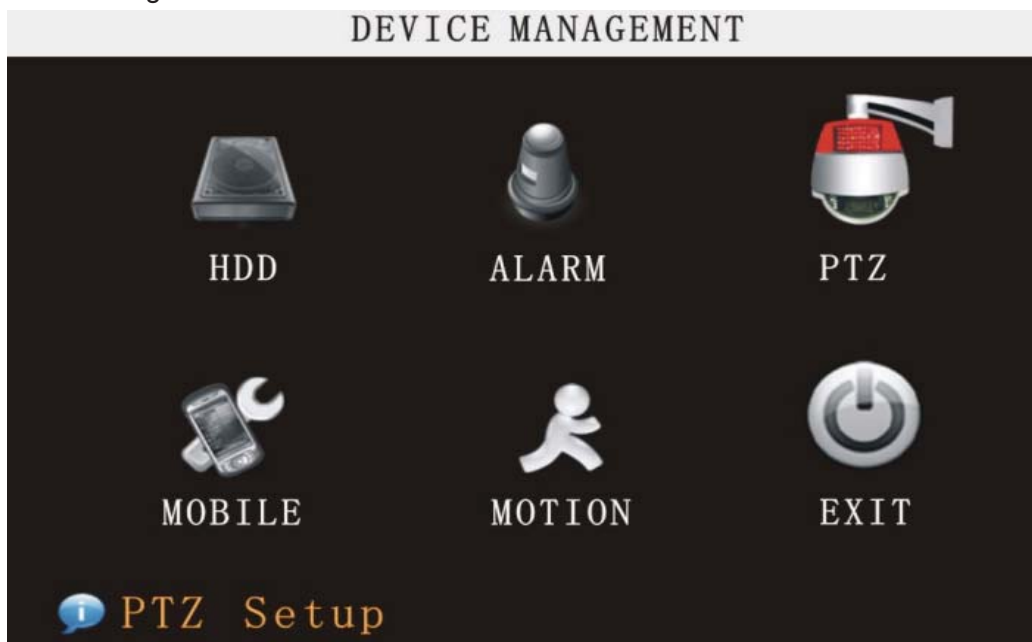 DEVICE MANAGEMENT
HDD ALARM PTZ
MOBILE MOTION EXIT
PTZ Setup